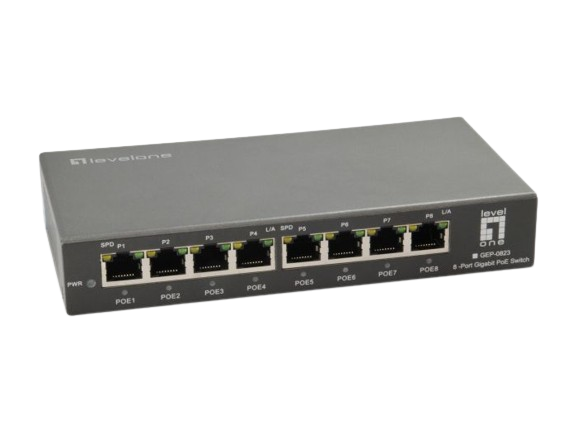 levelone
SPD P1 P2 P3 P4 L/A SPD P5 P6 P7 P8 L/A
level
one
GEP-0823
8 -Port Gigabit PoE Switch
PWR
POE1 POE2 POE3 POE4 POE5 POE6 POE7 POE8